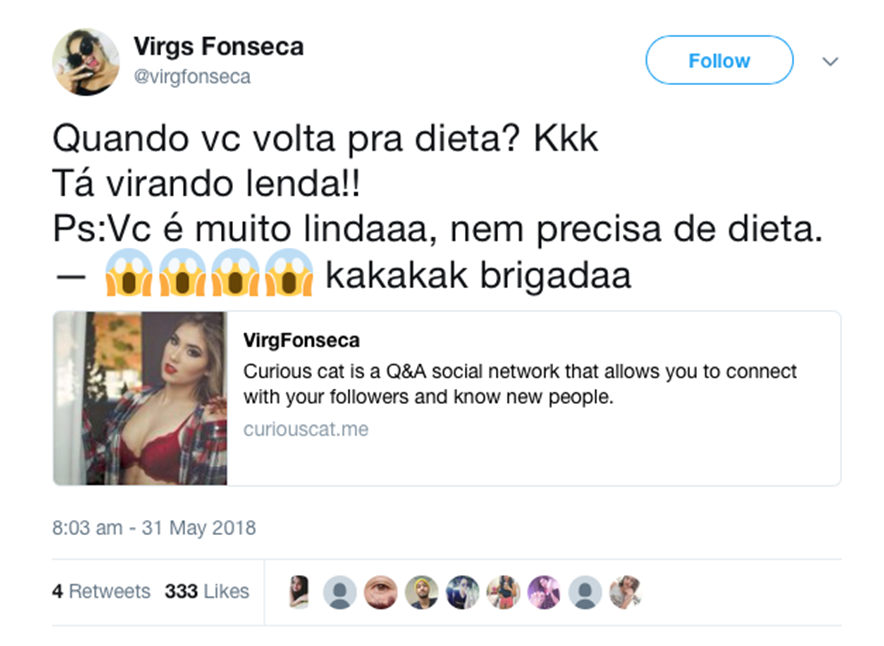 Virgs Fonseca
@virgfonseca
Follow
Quando vc volta pra dieta? Kkk
Tá virando lenda!!
Ps:Vc é muito lindaaa, nem precisa de dieta.
— 😱😱😱😱 kakakak brigadaa
VirgFonseca
Curious cat is a Q&A social network that allows you to connect
with your followers and know new people.
curiouscat.me
8:03 am - 31 May 2018
4 Retweets 333 Likes